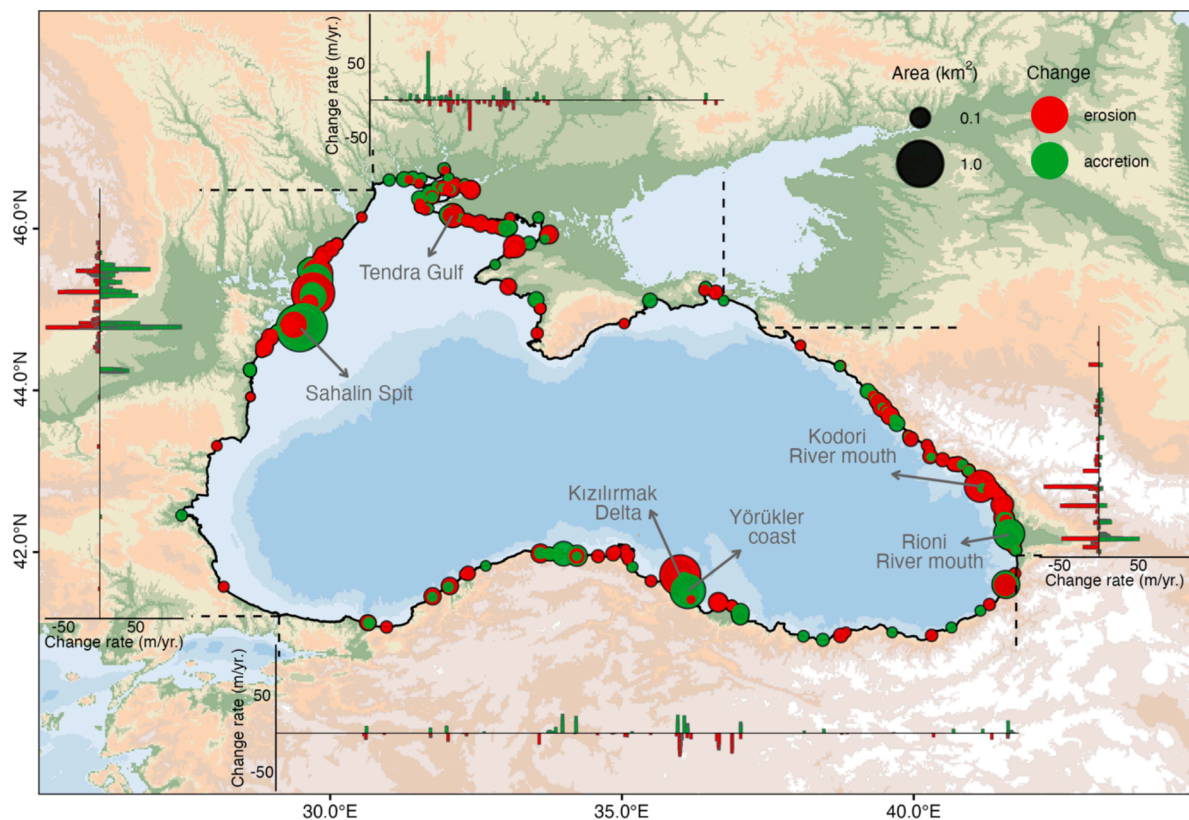 Change rate (m/yr.)
50
-50
Area (km²)
0.1
1.0
Change
erosion
accretion
46.0°N
44.0°N
42.0°N
Tendra Gulf
Sahalin Spit
Kodori
River mouth
Kızılırmak
Delta
Yörükler
coast
Rioni
River mouth
-50
50
Change rate (m/yr.)
-50
50
Change rate (m/yr.)
Change rate (m/yr.)
50
-50
30.0°E
35.0°E
40.0°E